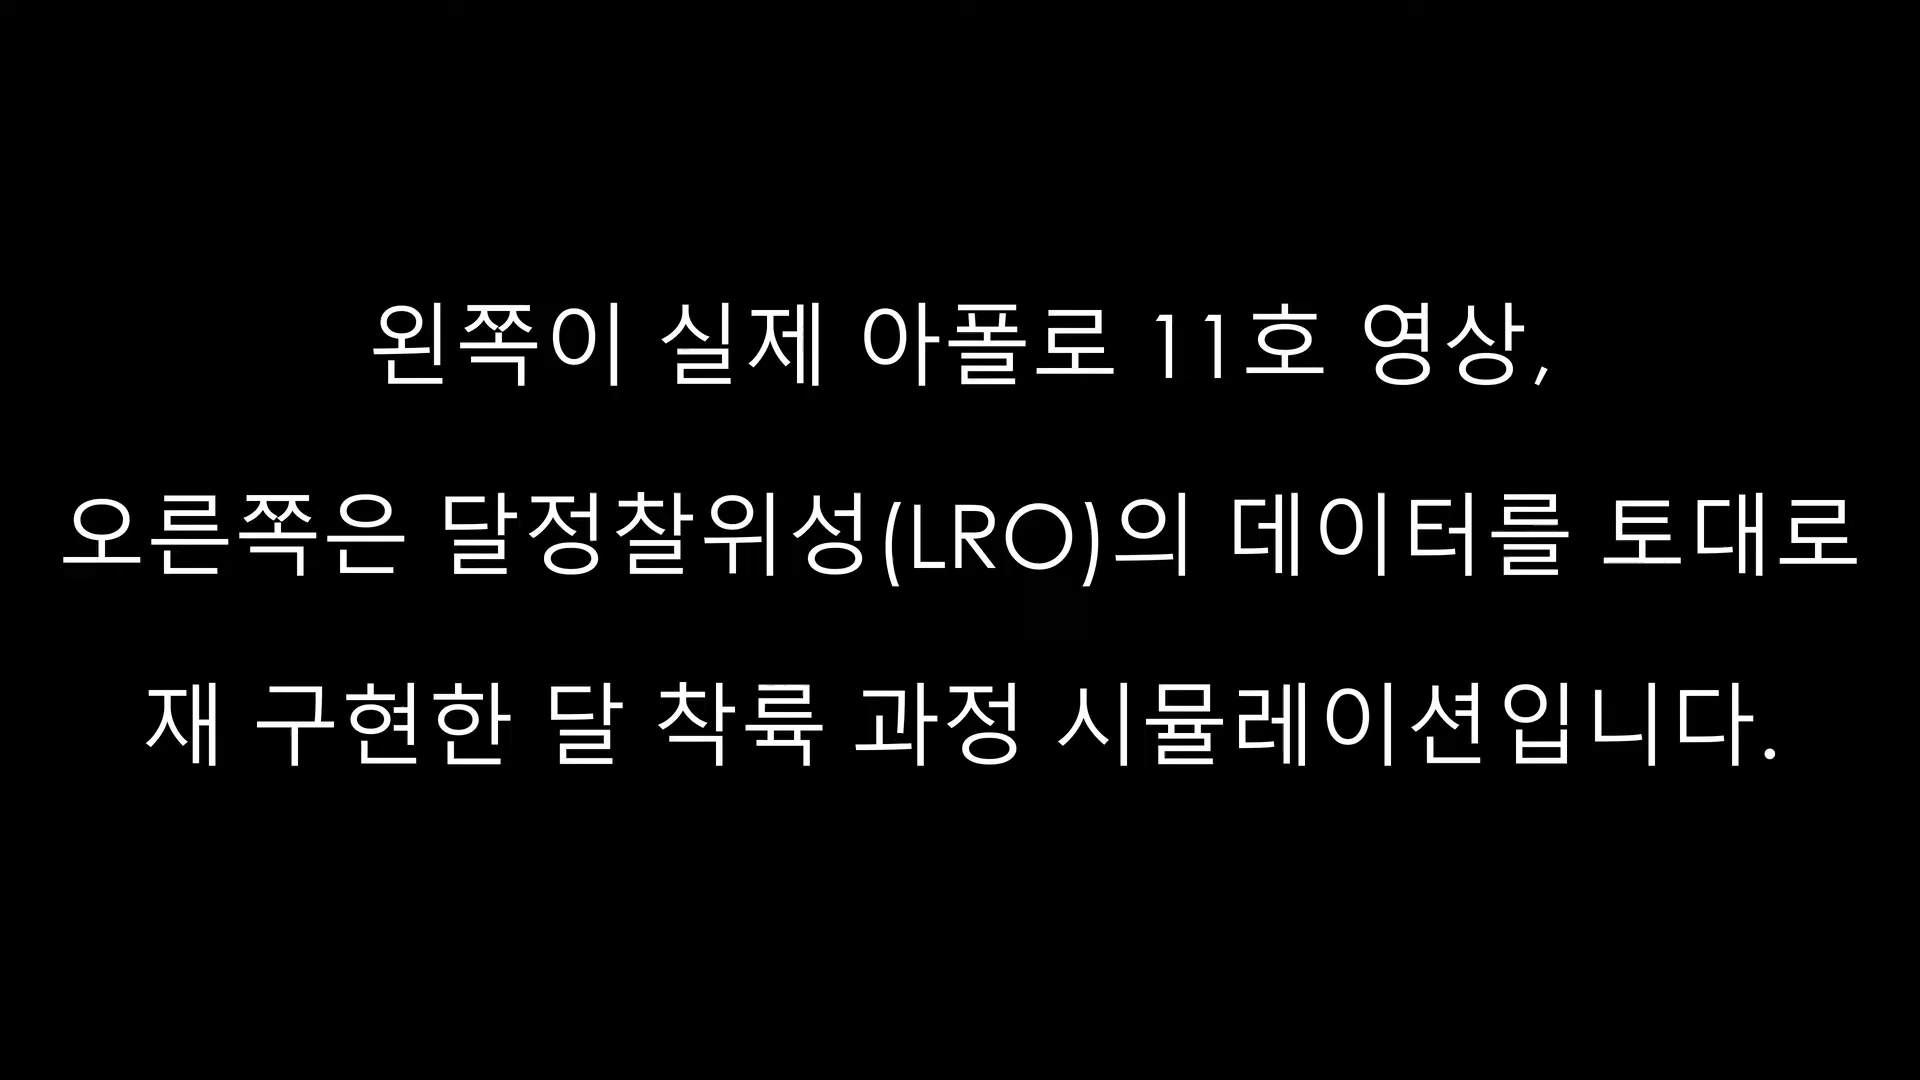 왼쪽이 실제 아폴로 11호 영상,
오른쪽은 달정찰위성(LRO)의 데이터를 토대로
재 구현한 달 착륙 과정 시뮬레이션입니다.